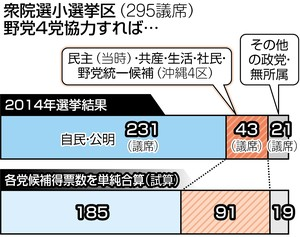 衆院選小選挙区(295議席)
野党4党協力すれば…
民主(当時)・共産・生活・社民・
野党統一候補(沖縄4区)
その他
の政党・
無所属
2014年選挙結果
自民・公明 231 43 21
(議席) (議席) (議席)
各党候補得票数を単純合算(試算)
185 91 19